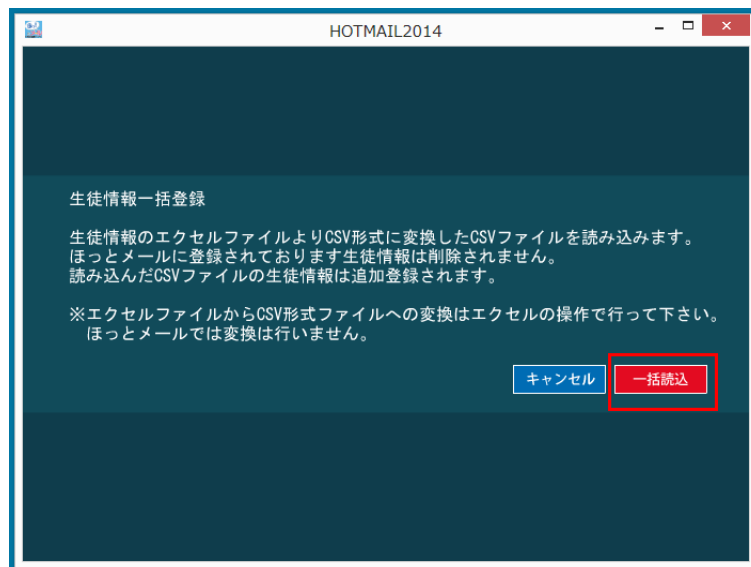 HOTMAIL2014
生徒情報一括登録
生徒情報のエクセルファイルよりCSV形式に変換したCSVファイルを読み込みます。
ほっとメールに登録されております生徒情報は削除されません。
読み込んだCSVファイルの生徒情報は追加登録されます。
※エクセルファイルからCSV形式ファイルへの変換はエクセルの操作で行って下さい。
ほっとメールでは変換は行いません。
キャンセル 一括読込